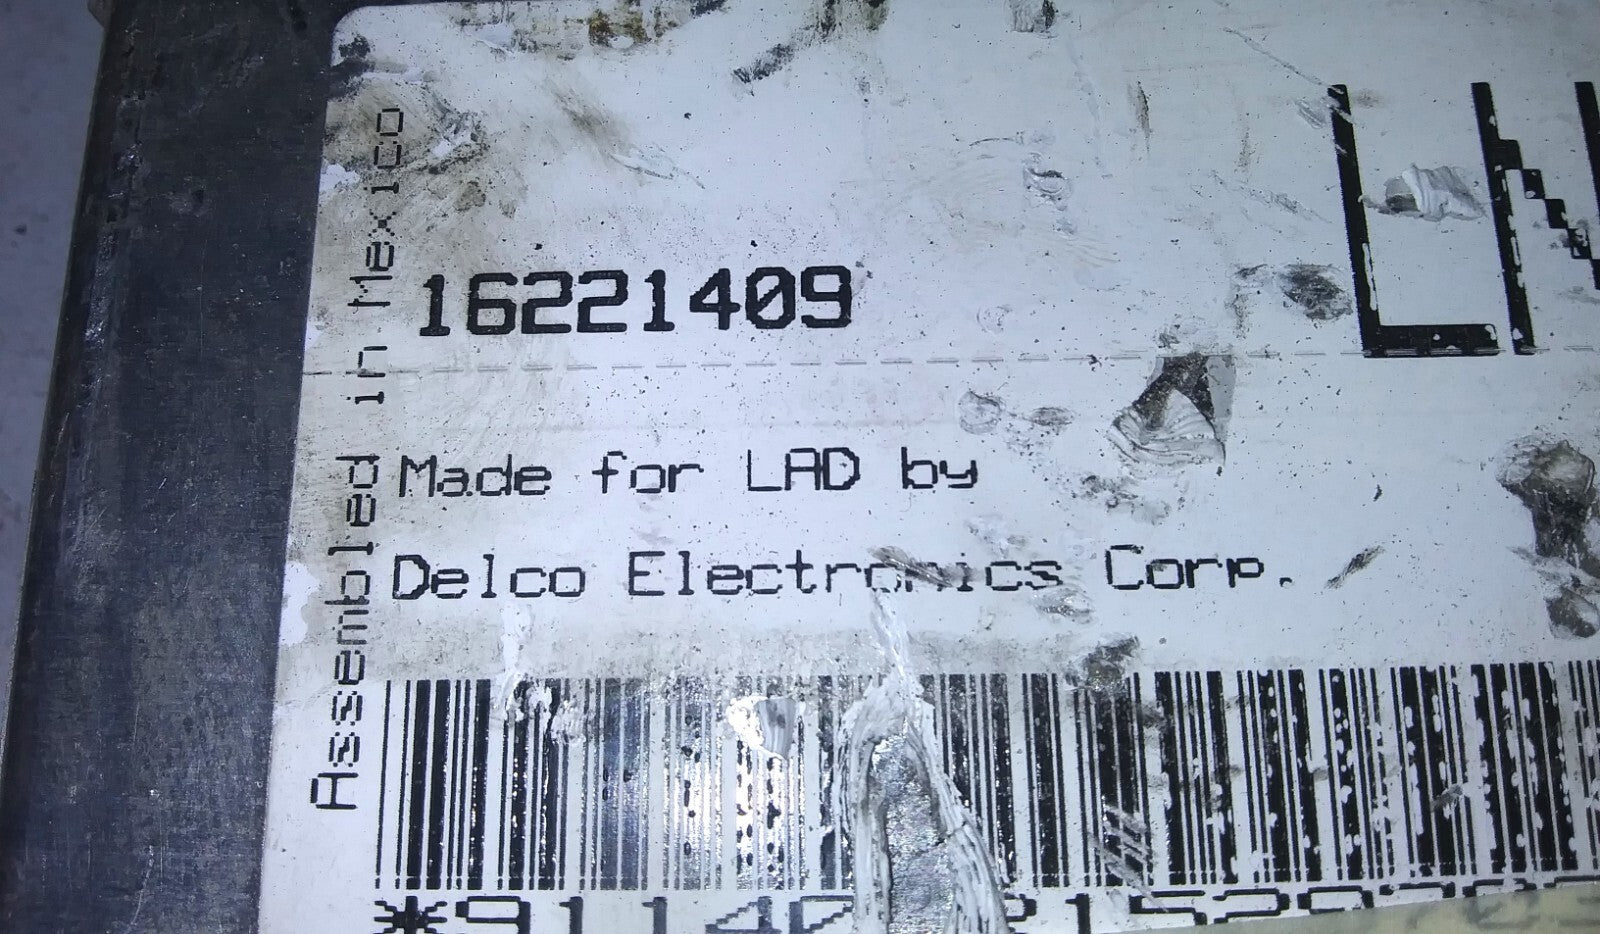 Assembled in Mexico
16221409
Made for LAD by
Delco Electronics Corp.